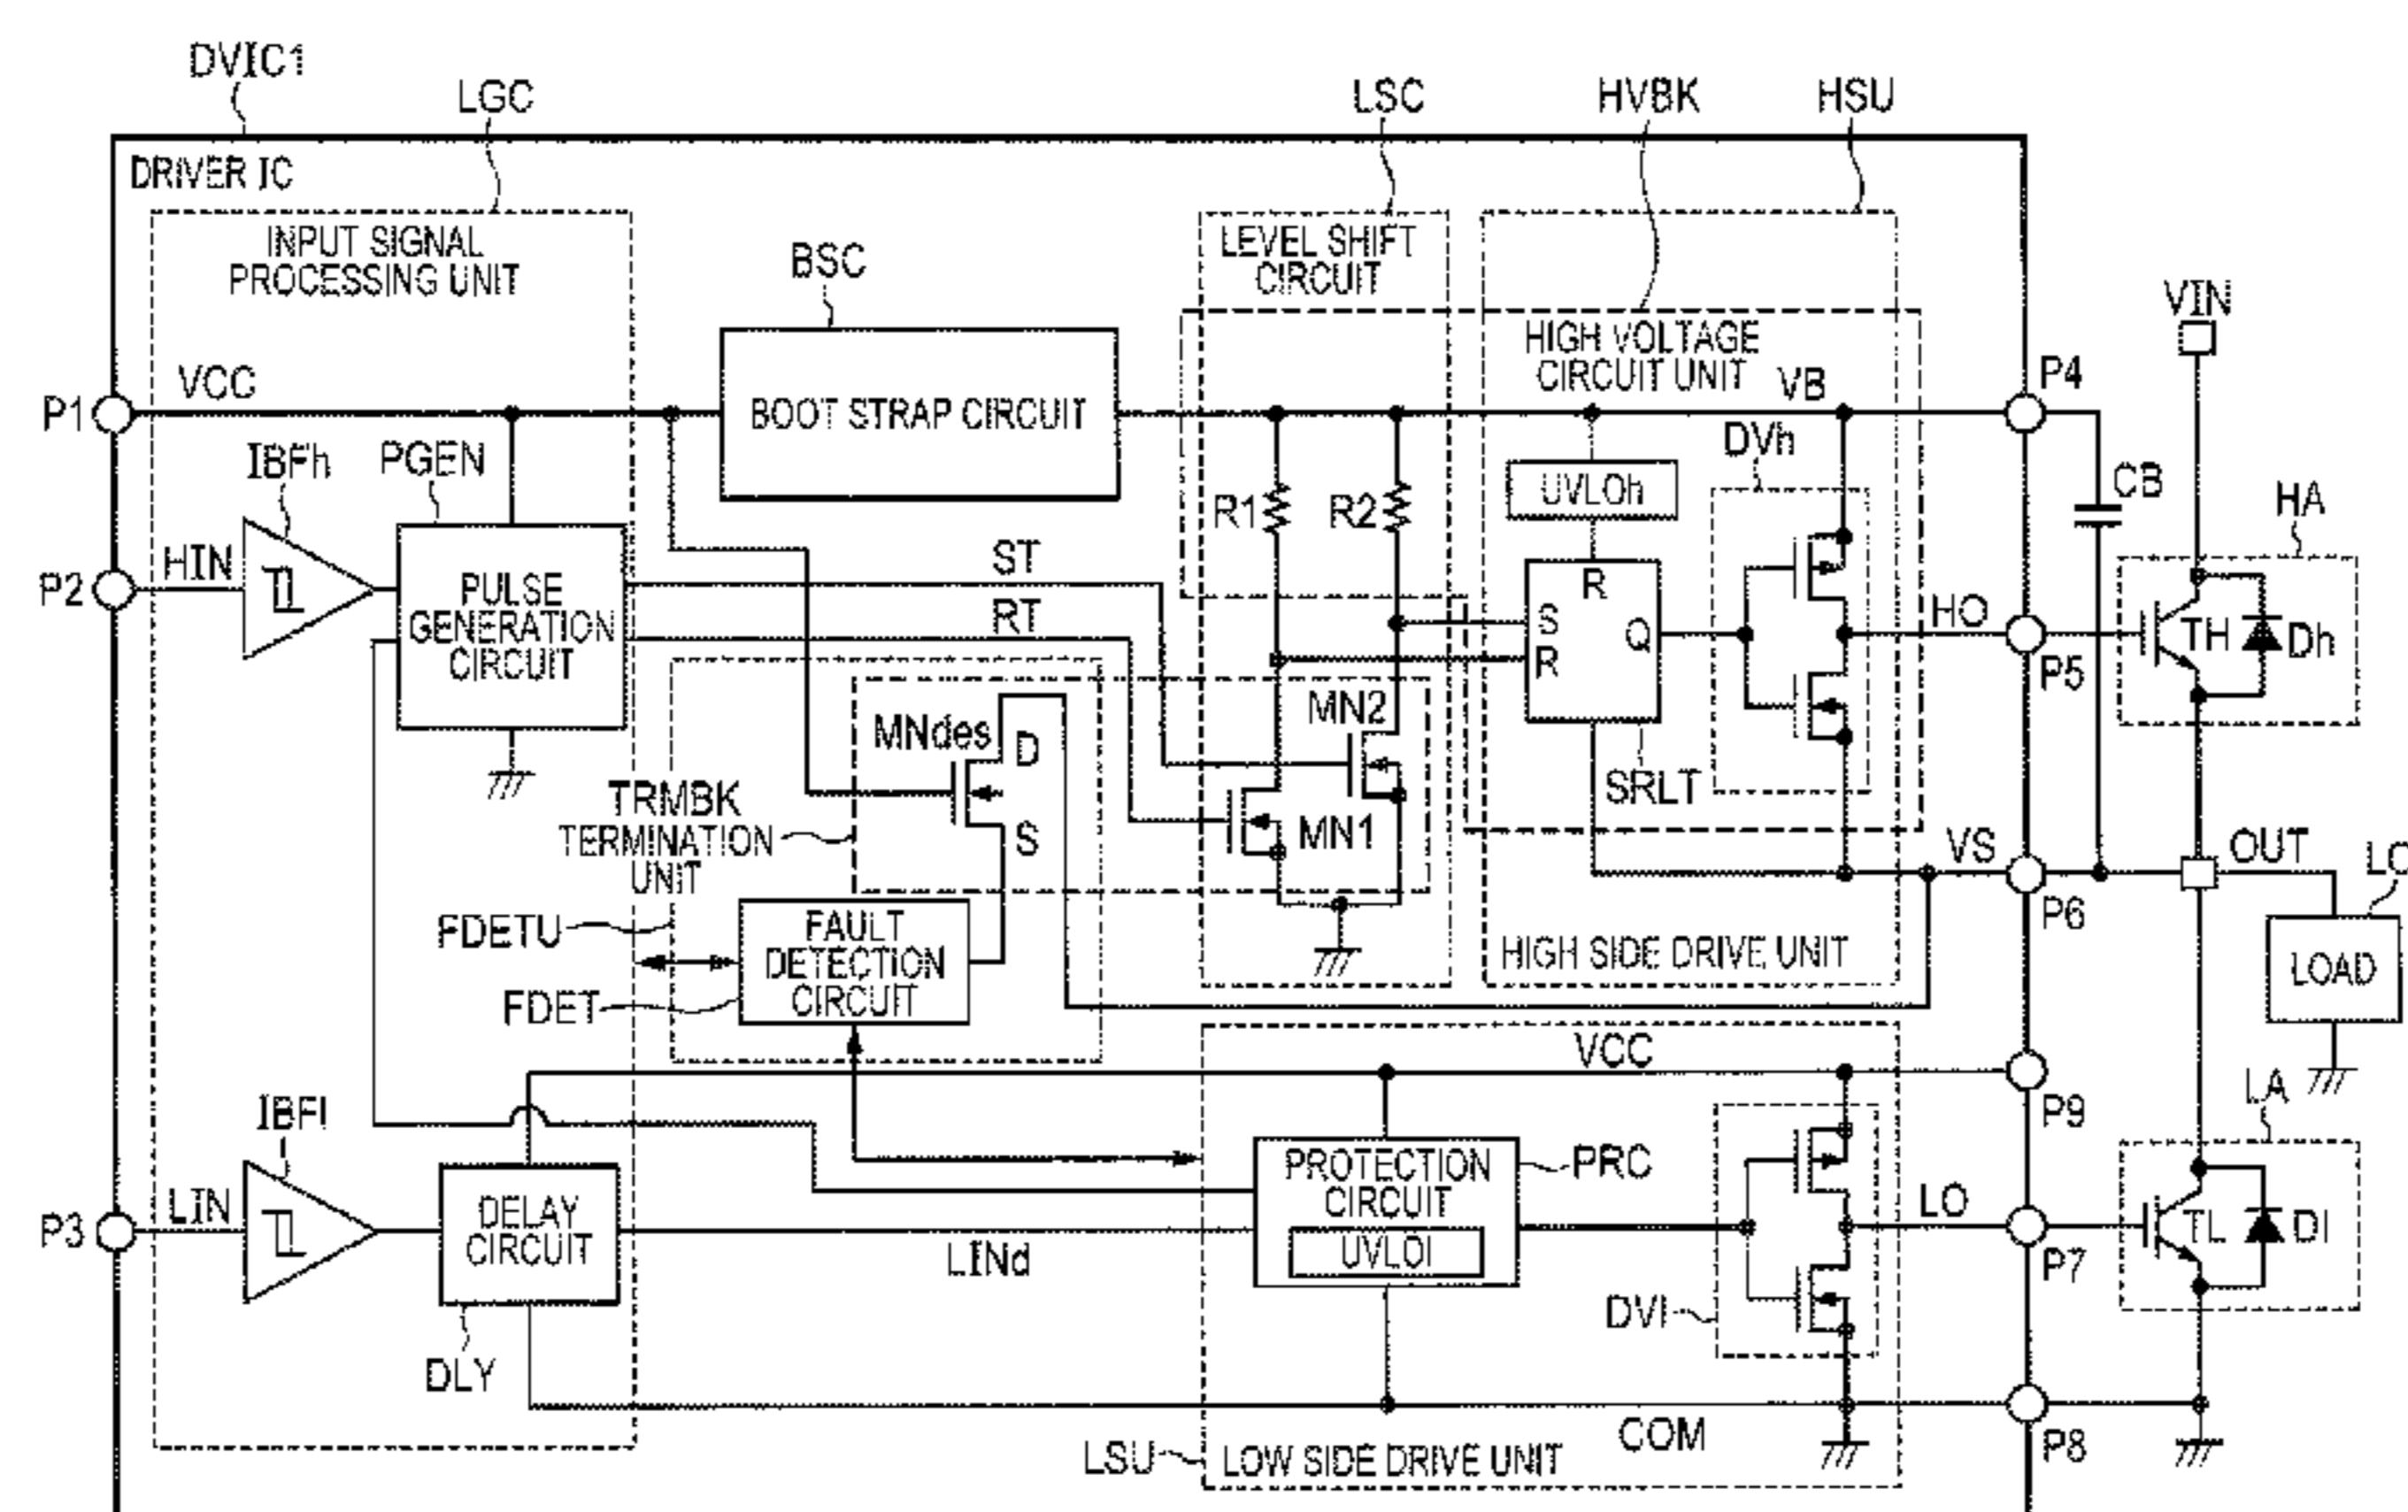 DVIC1
LGC
LSC
HVBK
HSU
DRIVER IC
INPUT SIGNAL
PROCESSING UNIT
BSC
LEVEL SHIFT
CIRCUIT
HIGH VOLTAGE
CIRCUIT UNIT
VIN
P1
VCC
BOOT STRAP CIRCUIT
VB
P4
IBFh
PGEN
DVh
UVLOh
R1
R2
CB
HA
P2
HIN
PULSE
GENERATION
CIRCUIT
ST
RT
R
S
R
Q
HO
P5
TH
Dh
MNdes
D
S
MN2
MN1
SRLT
TRMBK
TERMINATION
UNIT
VS
P6
OUT
FDETU
FAULT
DETECTION
CIRCUIT
FDET
HIGH SIDE DRIVE UNIT
LOAD
VCC
P9
LA
IBFl
PROTECTION
CIRCUIT
UVLOl
PRC
P3
LIN
DELAY
CIRCUIT
LINd
LO
P7
TL
Dl
DVl
DLY
COM
P8
LSU
LOW SIDE DRIVE UNIT